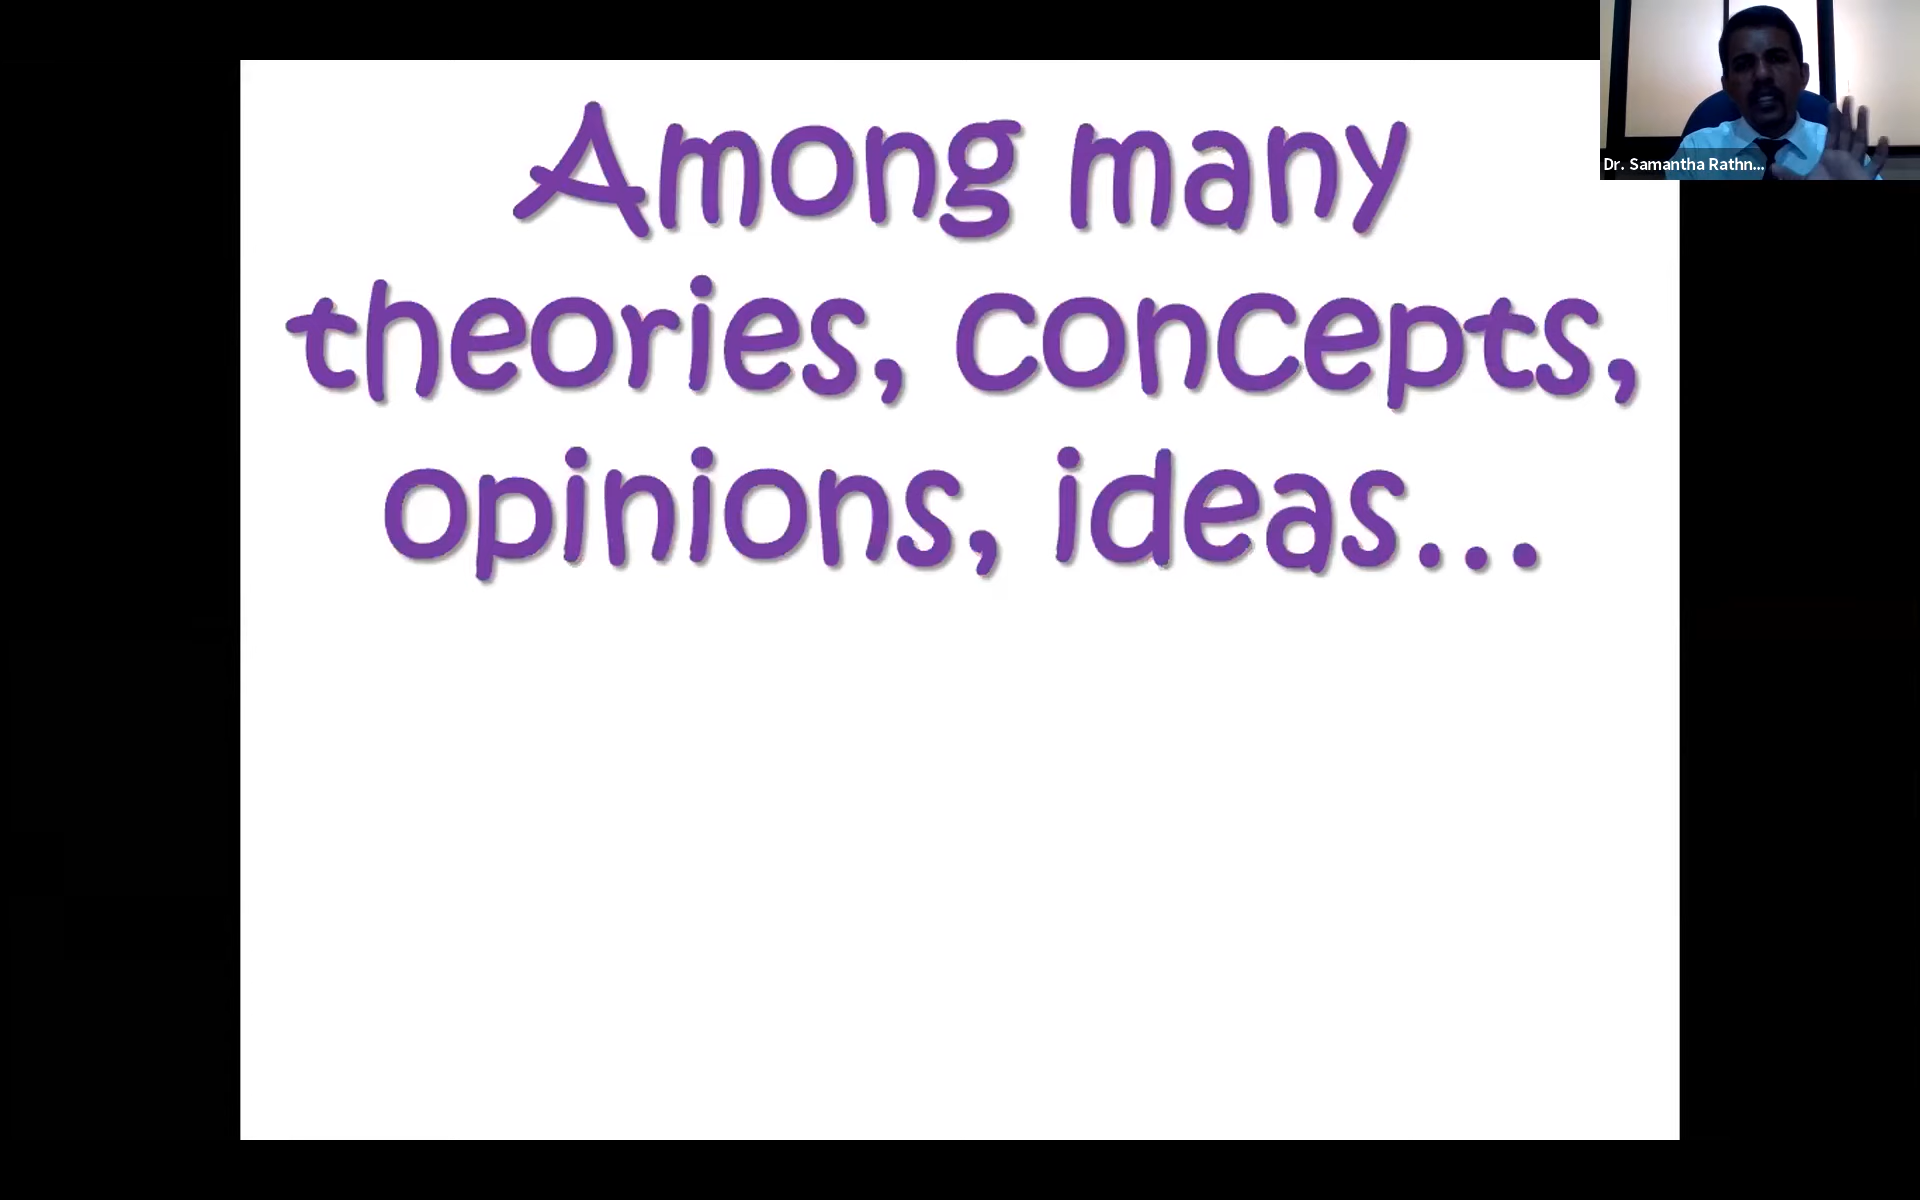 Among many
theories, concepts,
opinions, ideas...
Dr. Samantha Rathn...